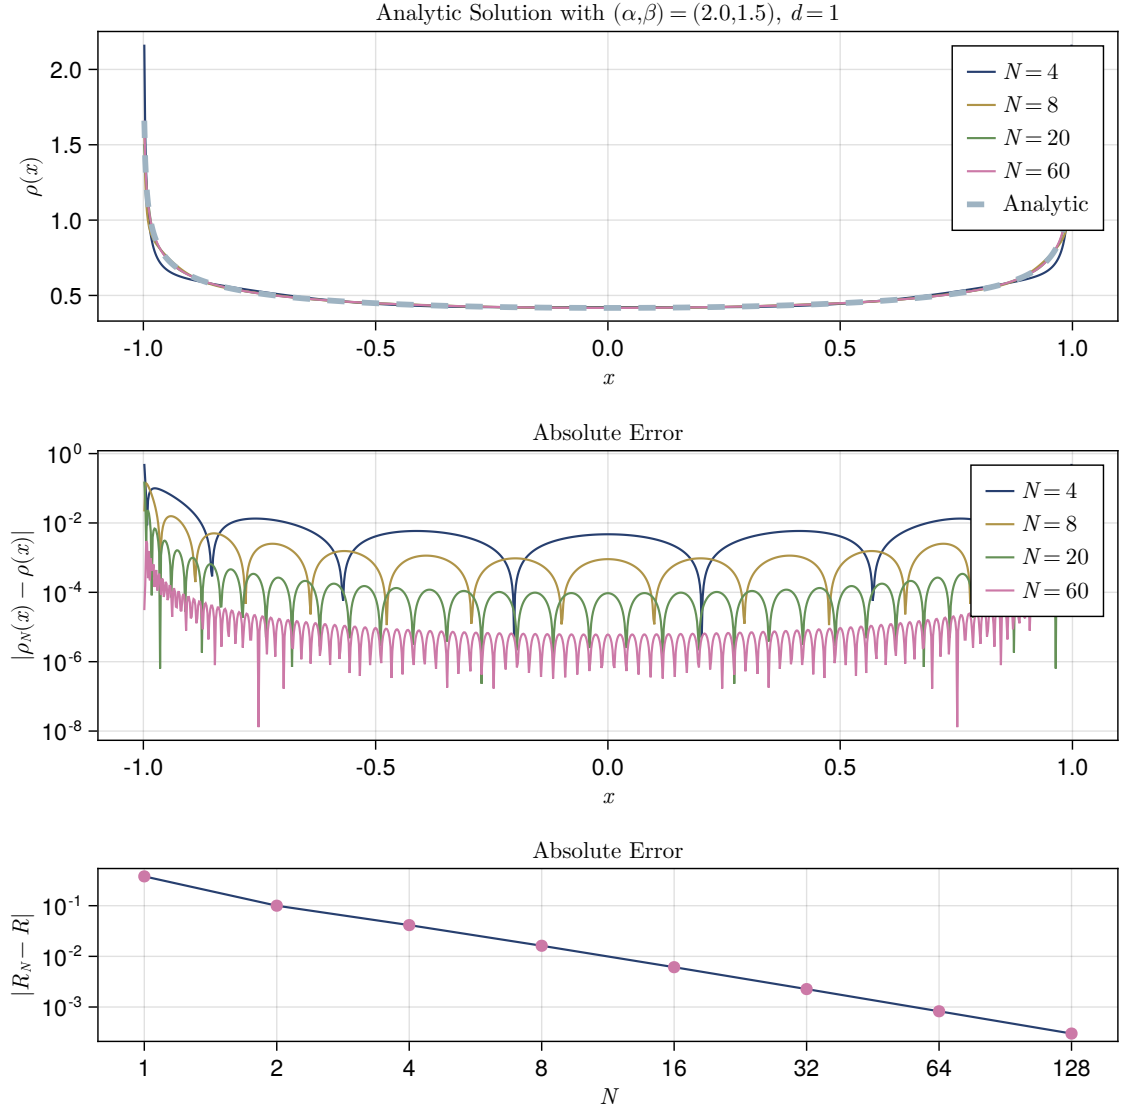 Analytic Solution with (α,β) = (2.0,1.5), d = 1
ρ(x)
2.0
1.5
1.0
0.5
N = 4
N = 8
N = 20
N = 60
Analytic
-1.0 -0.5 0.0 0.5 1.0
x
Absolute Error
|ρ_N(x) − ρ(x)|
10^0
10^-2
10^-4
10^-6
10^-8
N = 4
N = 8
N = 20
N = 60
-1.0 -0.5 0.0 0.5 1.0
x
Absolute Error
|R_N − R|
10^-1
10^-2
10^-3
1 2 4 8 16 32 64 128
N